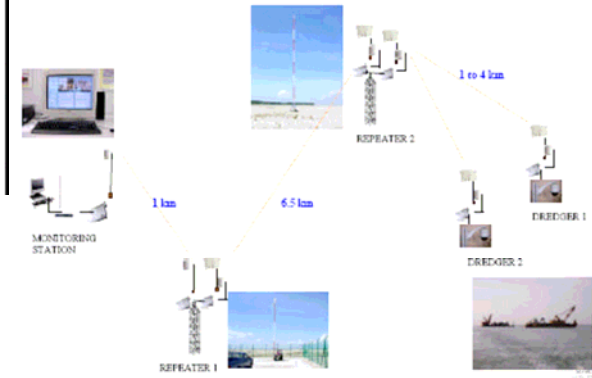 1 to 4 km
REPEATER 2
1 km
6.5 km
MONITORING
STATION
DREDGER 1
DREDGER 2
REPEATER 1